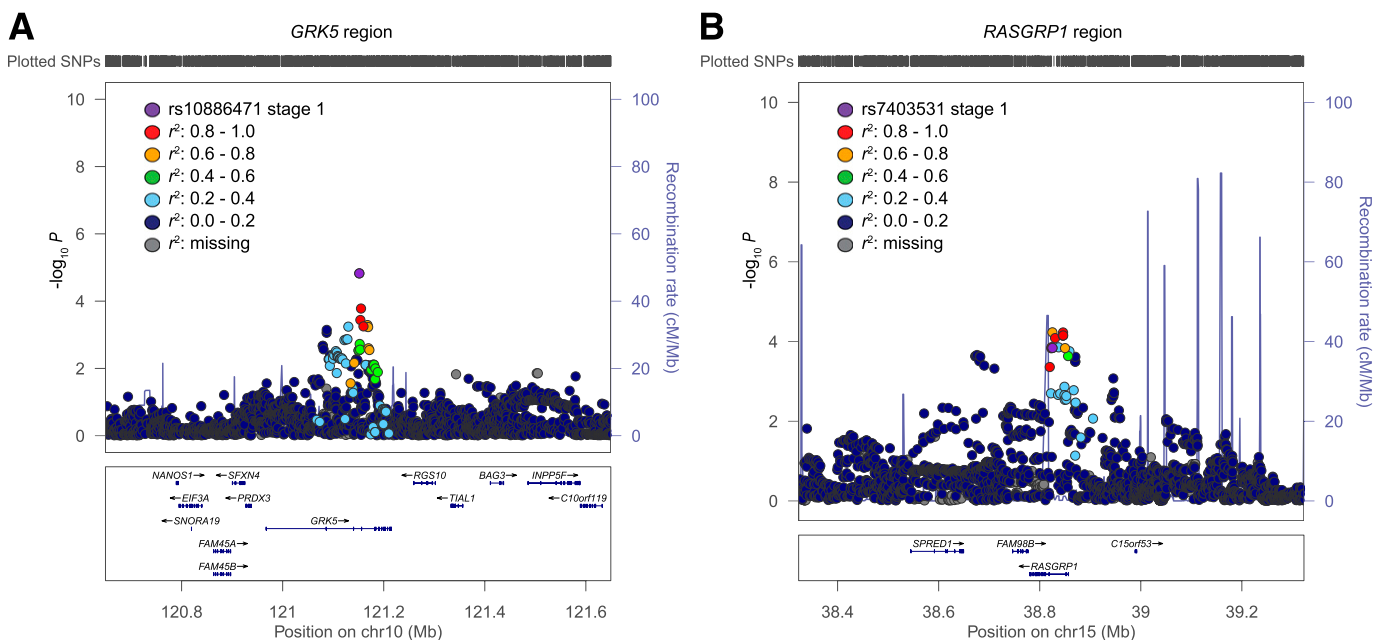 A
GRK5 region
Plotted SNPs
10
8
6
4
2
0
-log10 P
100
80
60
40
20
0
Recombination rate (cM/Mb)
rs10886471 stage 1
r²: 0.8 - 1.0
r²: 0.6 - 0.8
r²: 0.4 - 0.6
r²: 0.2 - 0.4
r²: 0.0 - 0.2
r²: missing
NANOS1→ ←SFXN4 ←RGS10 BAG3→ INPP5F→
←EIF3A ←PRDX3 ←TIAL1 ←C10orf119
←SNORA19 GRK5→
FAM45A→
FAM45B→
120.8 121 121.2 121.4 121.6
Position on chr10 (Mb)
B
RASGRP1 region
Plotted SNPs
10
8
6
4
2
0
-log10 P
100
80
60
40
20
0
Recombination rate (cM/Mb)
rs7403531 stage 1
r²: 0.8 - 1.0
r²: 0.6 - 0.8
r²: 0.4 - 0.6
r²: 0.2 - 0.4
r²: 0.0 - 0.2
r²: missing
SPRED1→ FAM98B→ C15orf53→
←RASGRP1
38.4 38.6 38.8 39 39.2
Position on chr15 (Mb)